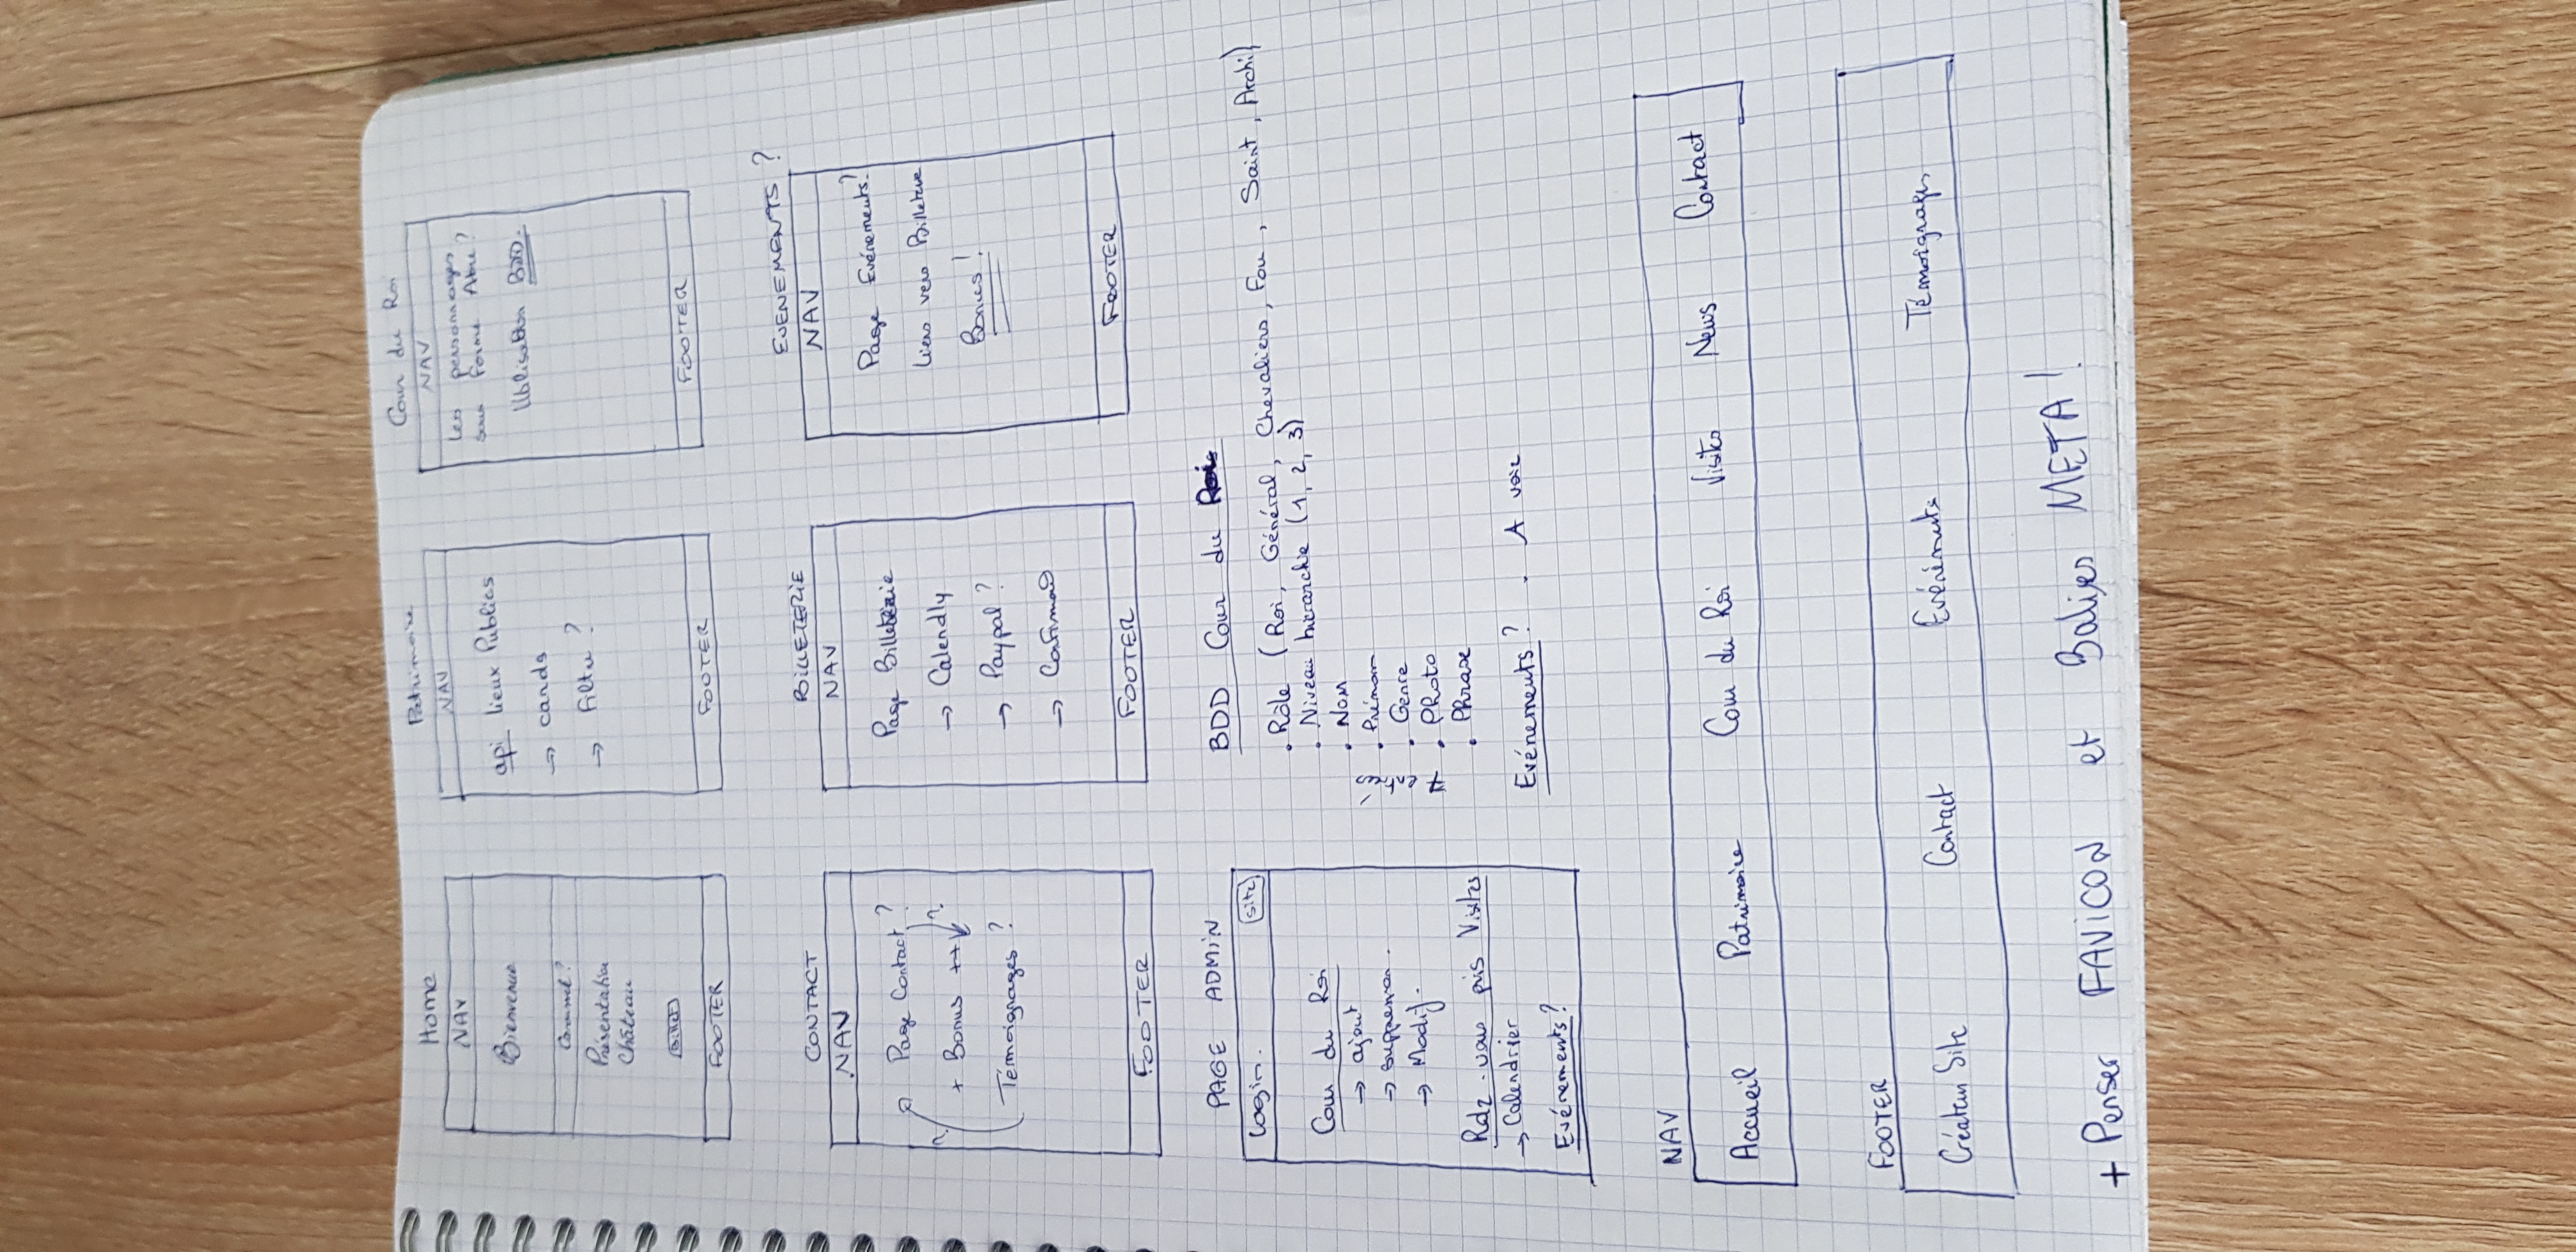 Home
NAV
Bienvenue
Carousel?
Présentation
Château
Billet
FOOTER
Patrimoine
NAV
api lieux Publics
→ cards
→ Filtre ?
FOOTER
Cour du Roi
NAV
Les personnages
sous forme Arbre?
Utilisation BDD.
FOOTER
CONTACT
NAV
Page Contact ?
?
?
+ Bonus ++
Témoignages ?
FOOTER
BILLETERIE
NAV
Page Billeterie
→ Calendly
→ Paypal ?
→ Confirmat°
FOOTER
EVENEMENTS ?
NAV
Page Evénements?
liens vers Billeterie
Bonus !
FOOTER
PAGE ADMIN
Login.
Site
Cour du Roi
→ ajout
→ suppression.
→ Modif.
Rdz-vous pris Visites
→ Calendrier
Evénements?
BDD Cour du Roi
. Rôle (Roi, Général, Chevaliers, Fou, Saint, Archi)
. Niveau hiérarchie (1, 2, 3)
. Nom
. Prénom
. Genre
. Photo
. Phrase
7 entrées
Evénements ? . A voir
NAV
Accueil Patrimoine Cour du Roi Visites News Contact
FOOTER
Créateur Site Contact Evénements Témoignages
+ Penser FAVICON et Balises META !